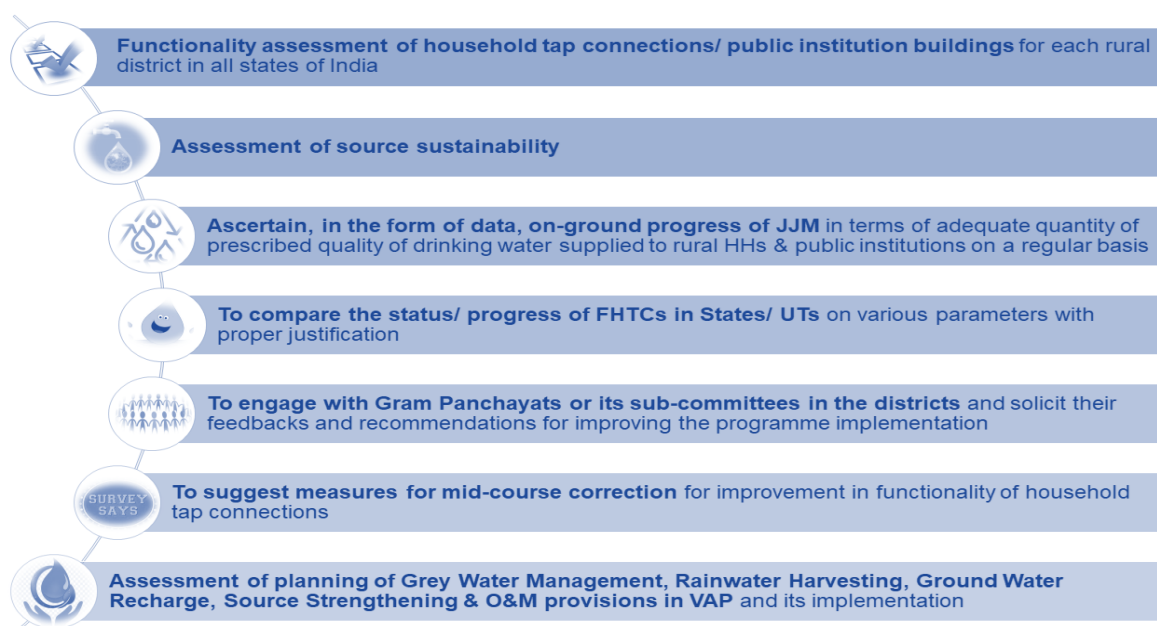 Functionality assessment of household tap connections/ public institution buildings for each rural
district in all states of India
Assessment of source sustainability
Ascertain, in the form of data, on-ground progress of JJM in terms of adequate quantity of
prescribed quality of drinking water supplied to rural HHs & public institutions on a regular basis
To compare the status/ progress of FHTCs in States/ UTs on various parameters with
proper justification
To engage with Gram Panchayats or its sub-committees in the districts and solicit their
feedbacks and recommendations for improving the programme implementation
SURVEY
SAYS
To suggest measures for mid-course correction for improvement in functionality of household
tap connections
Assessment of planning of Grey Water Management, Rainwater Harvesting, Ground Water
Recharge, Source Strengthening & O&M provisions in VAP and its implementation